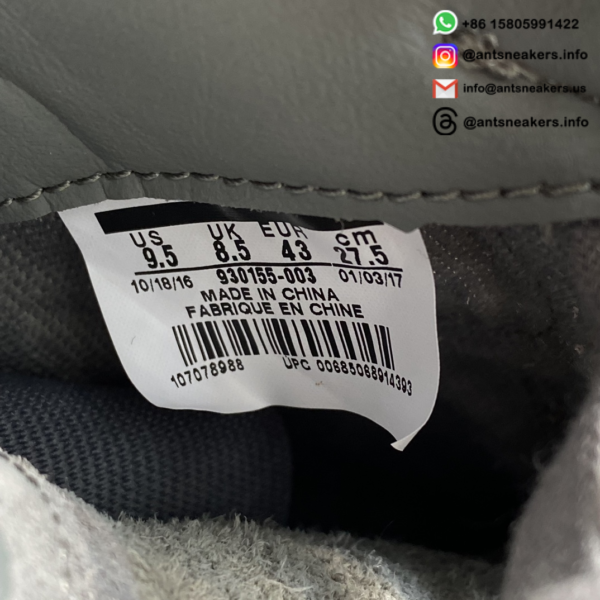 +86 15805991422
@antsneakers.info
info@antsneakers.us
@antsneakers.info
US UK EUR cm
9.5 8.5 43 27.5
10/18/16 930155-003 01/03/17
MADE IN CHINA
FABRIQUE EN CHINE
107078988 UPC 00685068914393